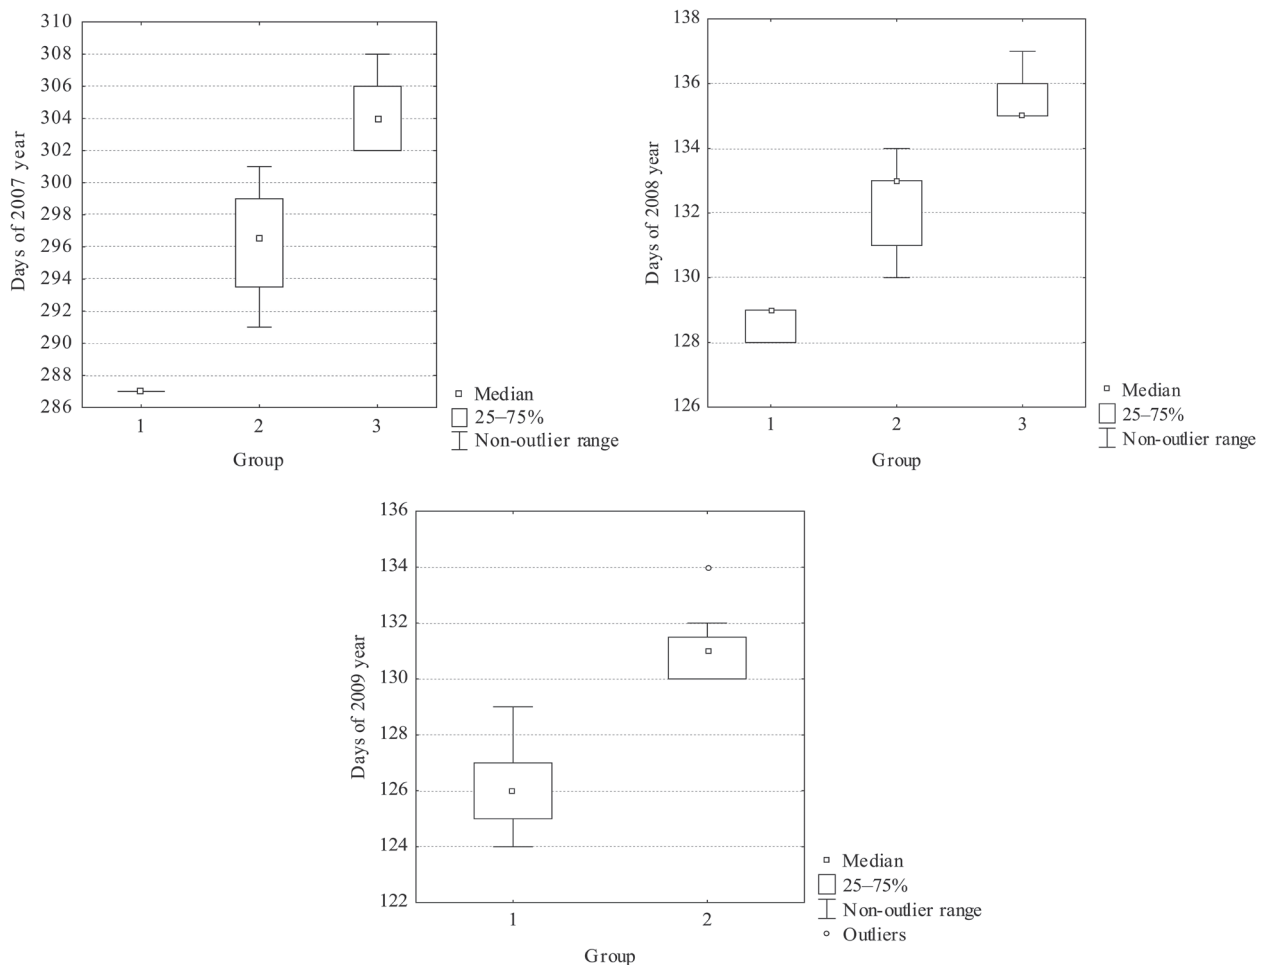 310
308
306
304
302
300
298
296
294
292
290
288
286
Days of 2007 year
1 2 3
Group
Median
25–75%
Non-outlier range
138
136
134
132
130
128
126
Days of 2008 year
1 2 3
Group
Median
25–75%
Non-outlier range
136
134
132
130
128
126
124
122
Days of 2009 year
1 2
Group
Median
25–75%
Non-outlier range
Outliers